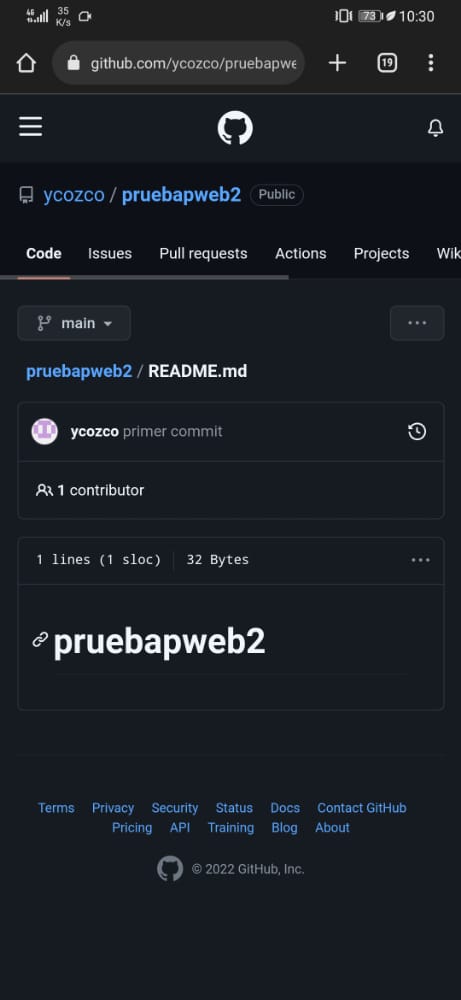 4G 35 K/s 73 10:30
github.com/ycozco/pruebapwe 19
ycozco / pruebapweb2 Public
Code Issues Pull requests Actions Projects Wik
main
pruebapweb2 / README.md
ycozco primer commit
1 contributor
1 lines (1 sloc) 32 Bytes
pruebapweb2
Terms Privacy Security Status Docs Contact GitHub
Pricing API Training Blog About
© 2022 GitHub, Inc.